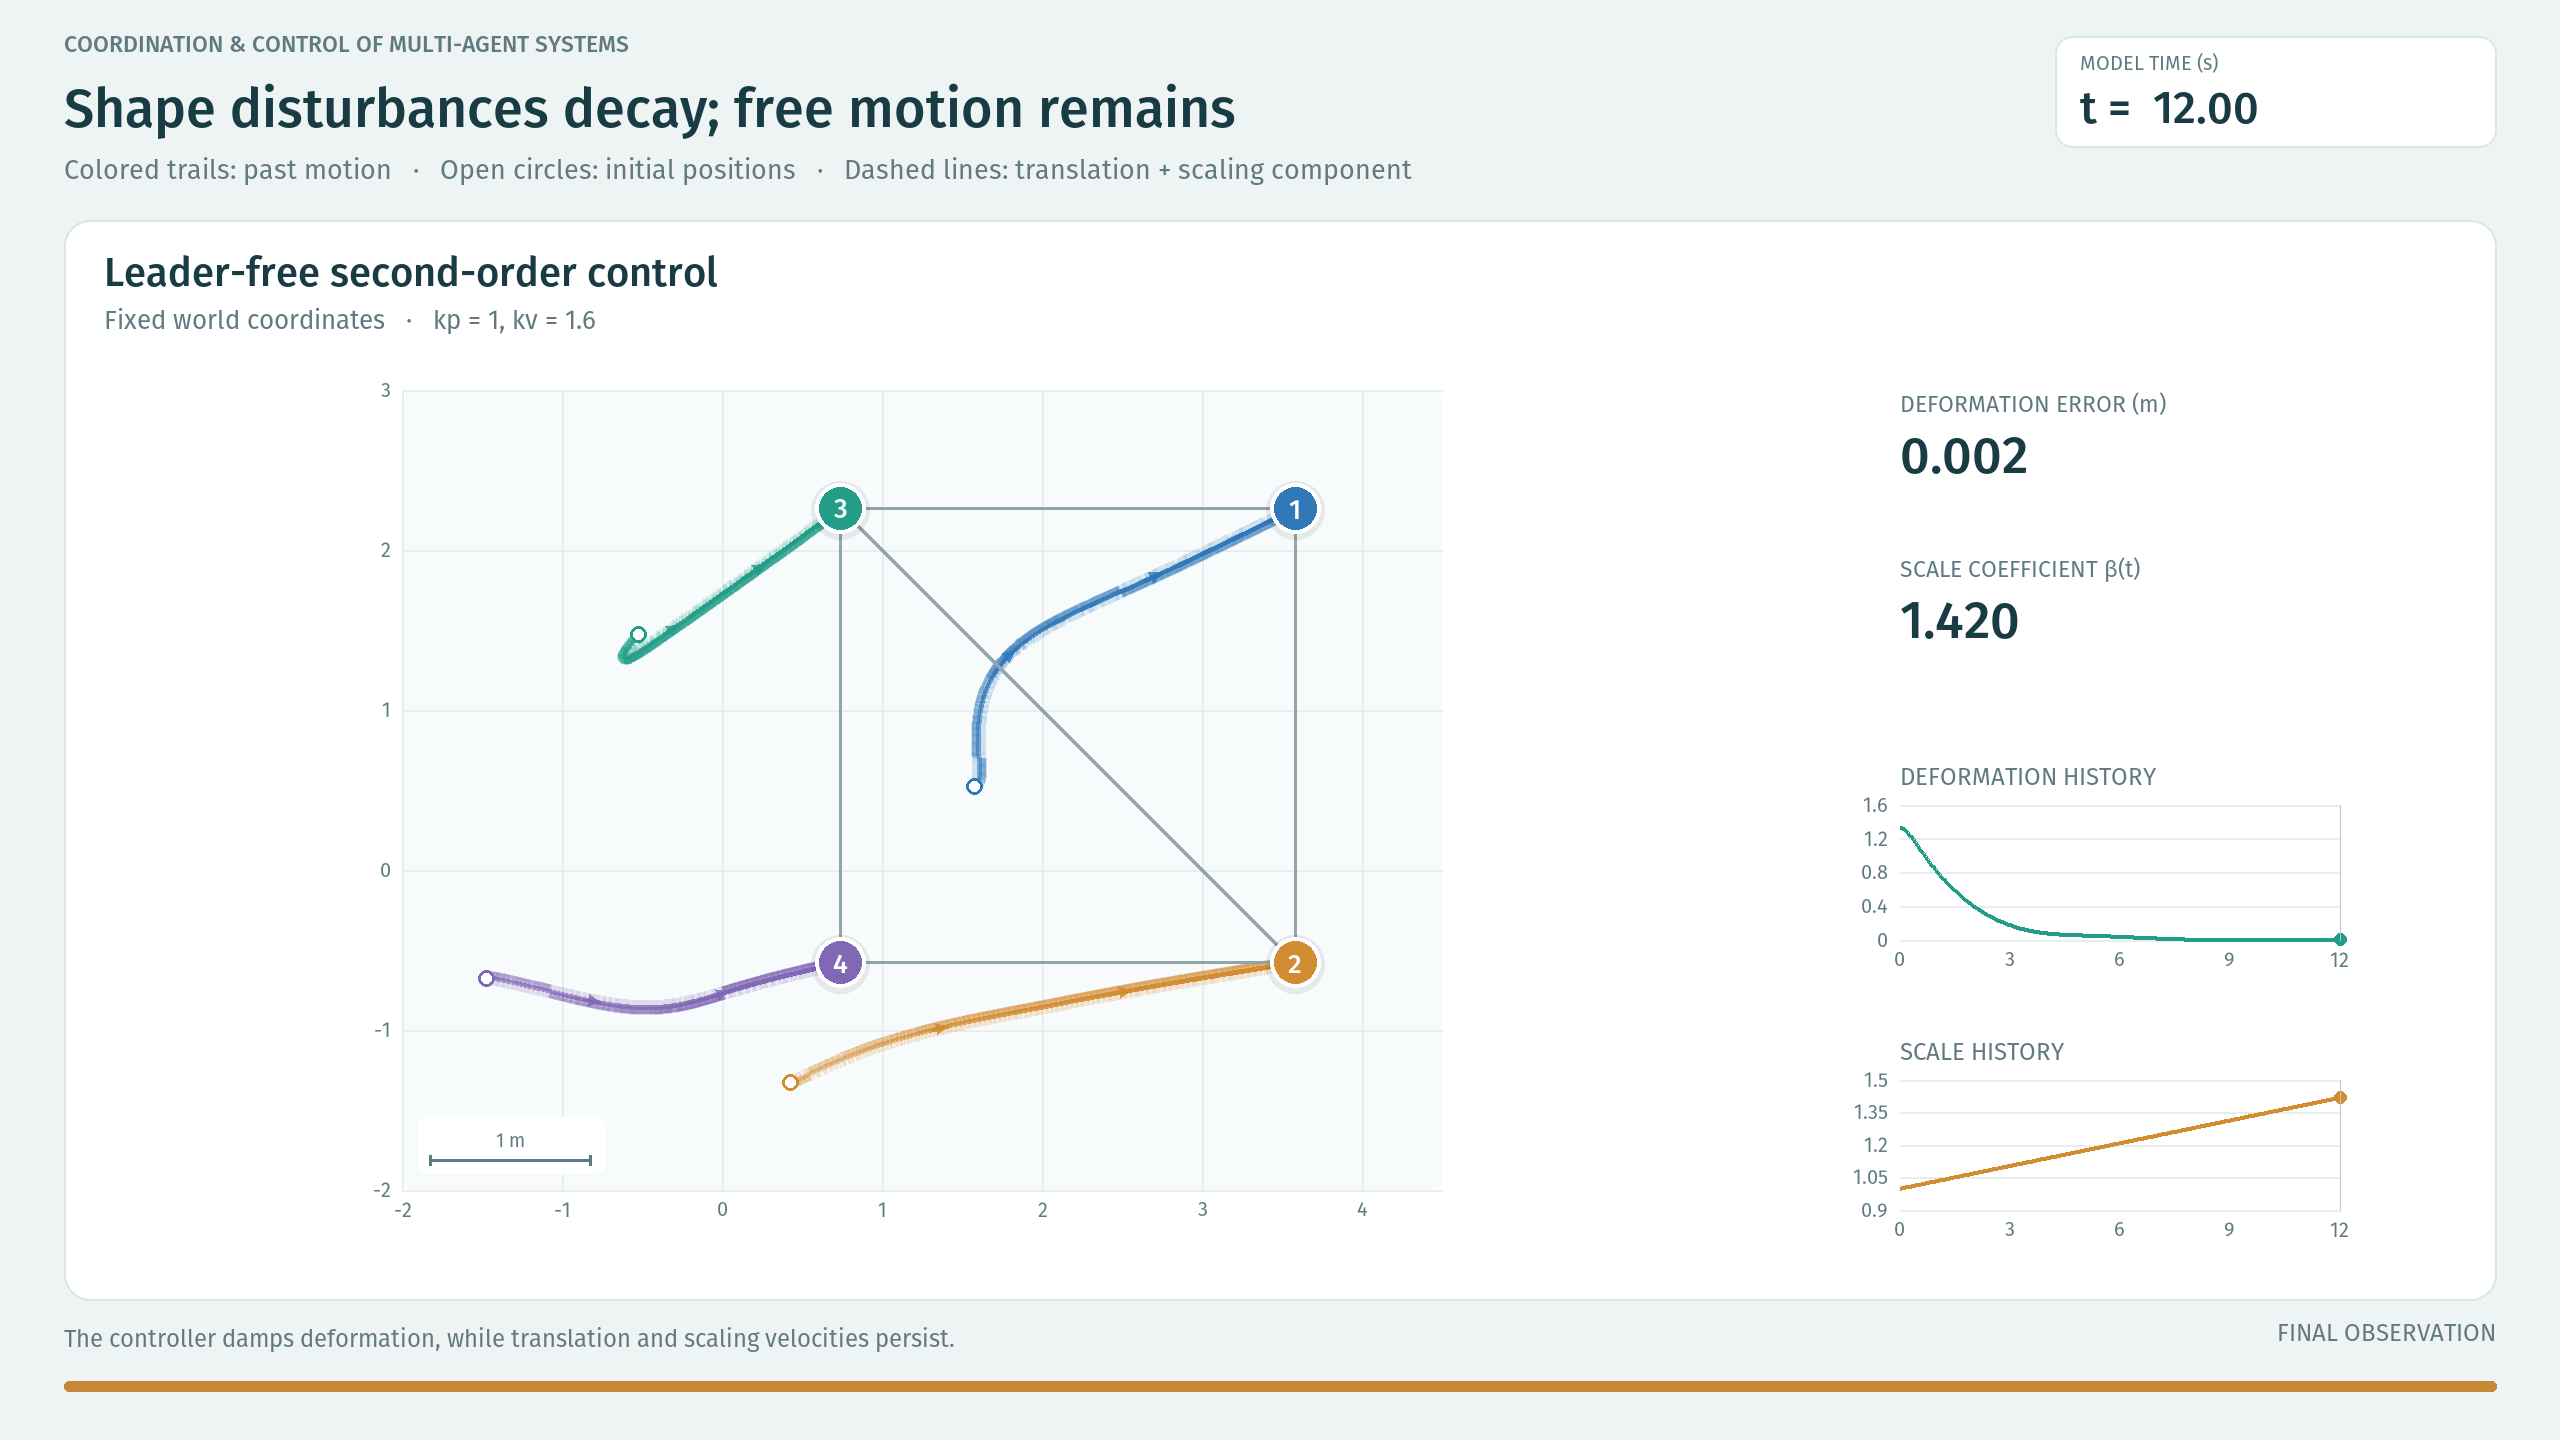 COORDINATION & CONTROL OF MULTI-AGENT SYSTEMS
Shape disturbances decay; free motion remains
Colored trails: past motion · Open circles: initial positions · Dashed lines: translation + scaling component
MODEL TIME (s)
t = 12.00
Leader-free second-order control
Fixed world coordinates · kp = 1, kv = 1.6
3
2
1
0
-1
-2
-2
-1
0
1
2
3
4
3
1
4
2
1 m
DEFORMATION ERROR (m)
0.002
SCALE COEFFICIENT β(t)
1.420
DEFORMATION HISTORY
1.6
1.2
0.8
0.4
0
0
3
6
9
12
SCALE HISTORY
1.5
1.35
1.2
1.05
0.9
0
3
6
9
12
The controller damps deformation, while translation and scaling velocities persist.
FINAL OBSERVATION